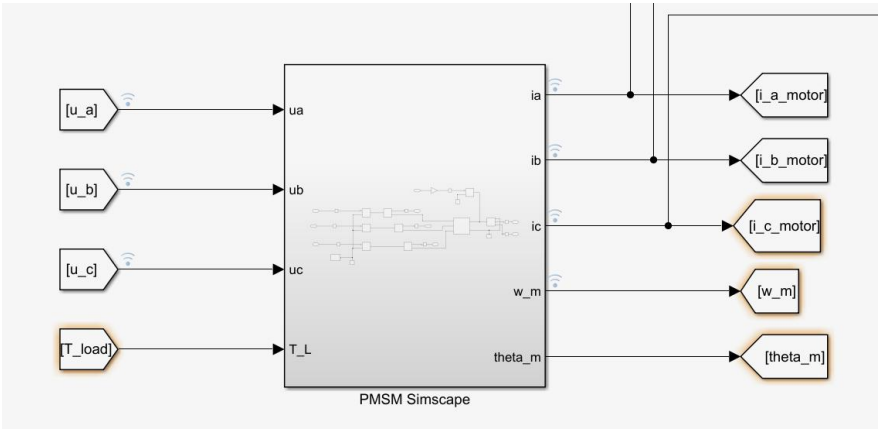 [u_a]
[u_b]
[u_c]
[T_load]
ua
ub
uc
T_L
ia
ib
ic
w_m
theta_m
[i_a_motor]
[i_b_motor]
[i_c_motor]
[w_m]
[theta_m]
PMSM Simscape